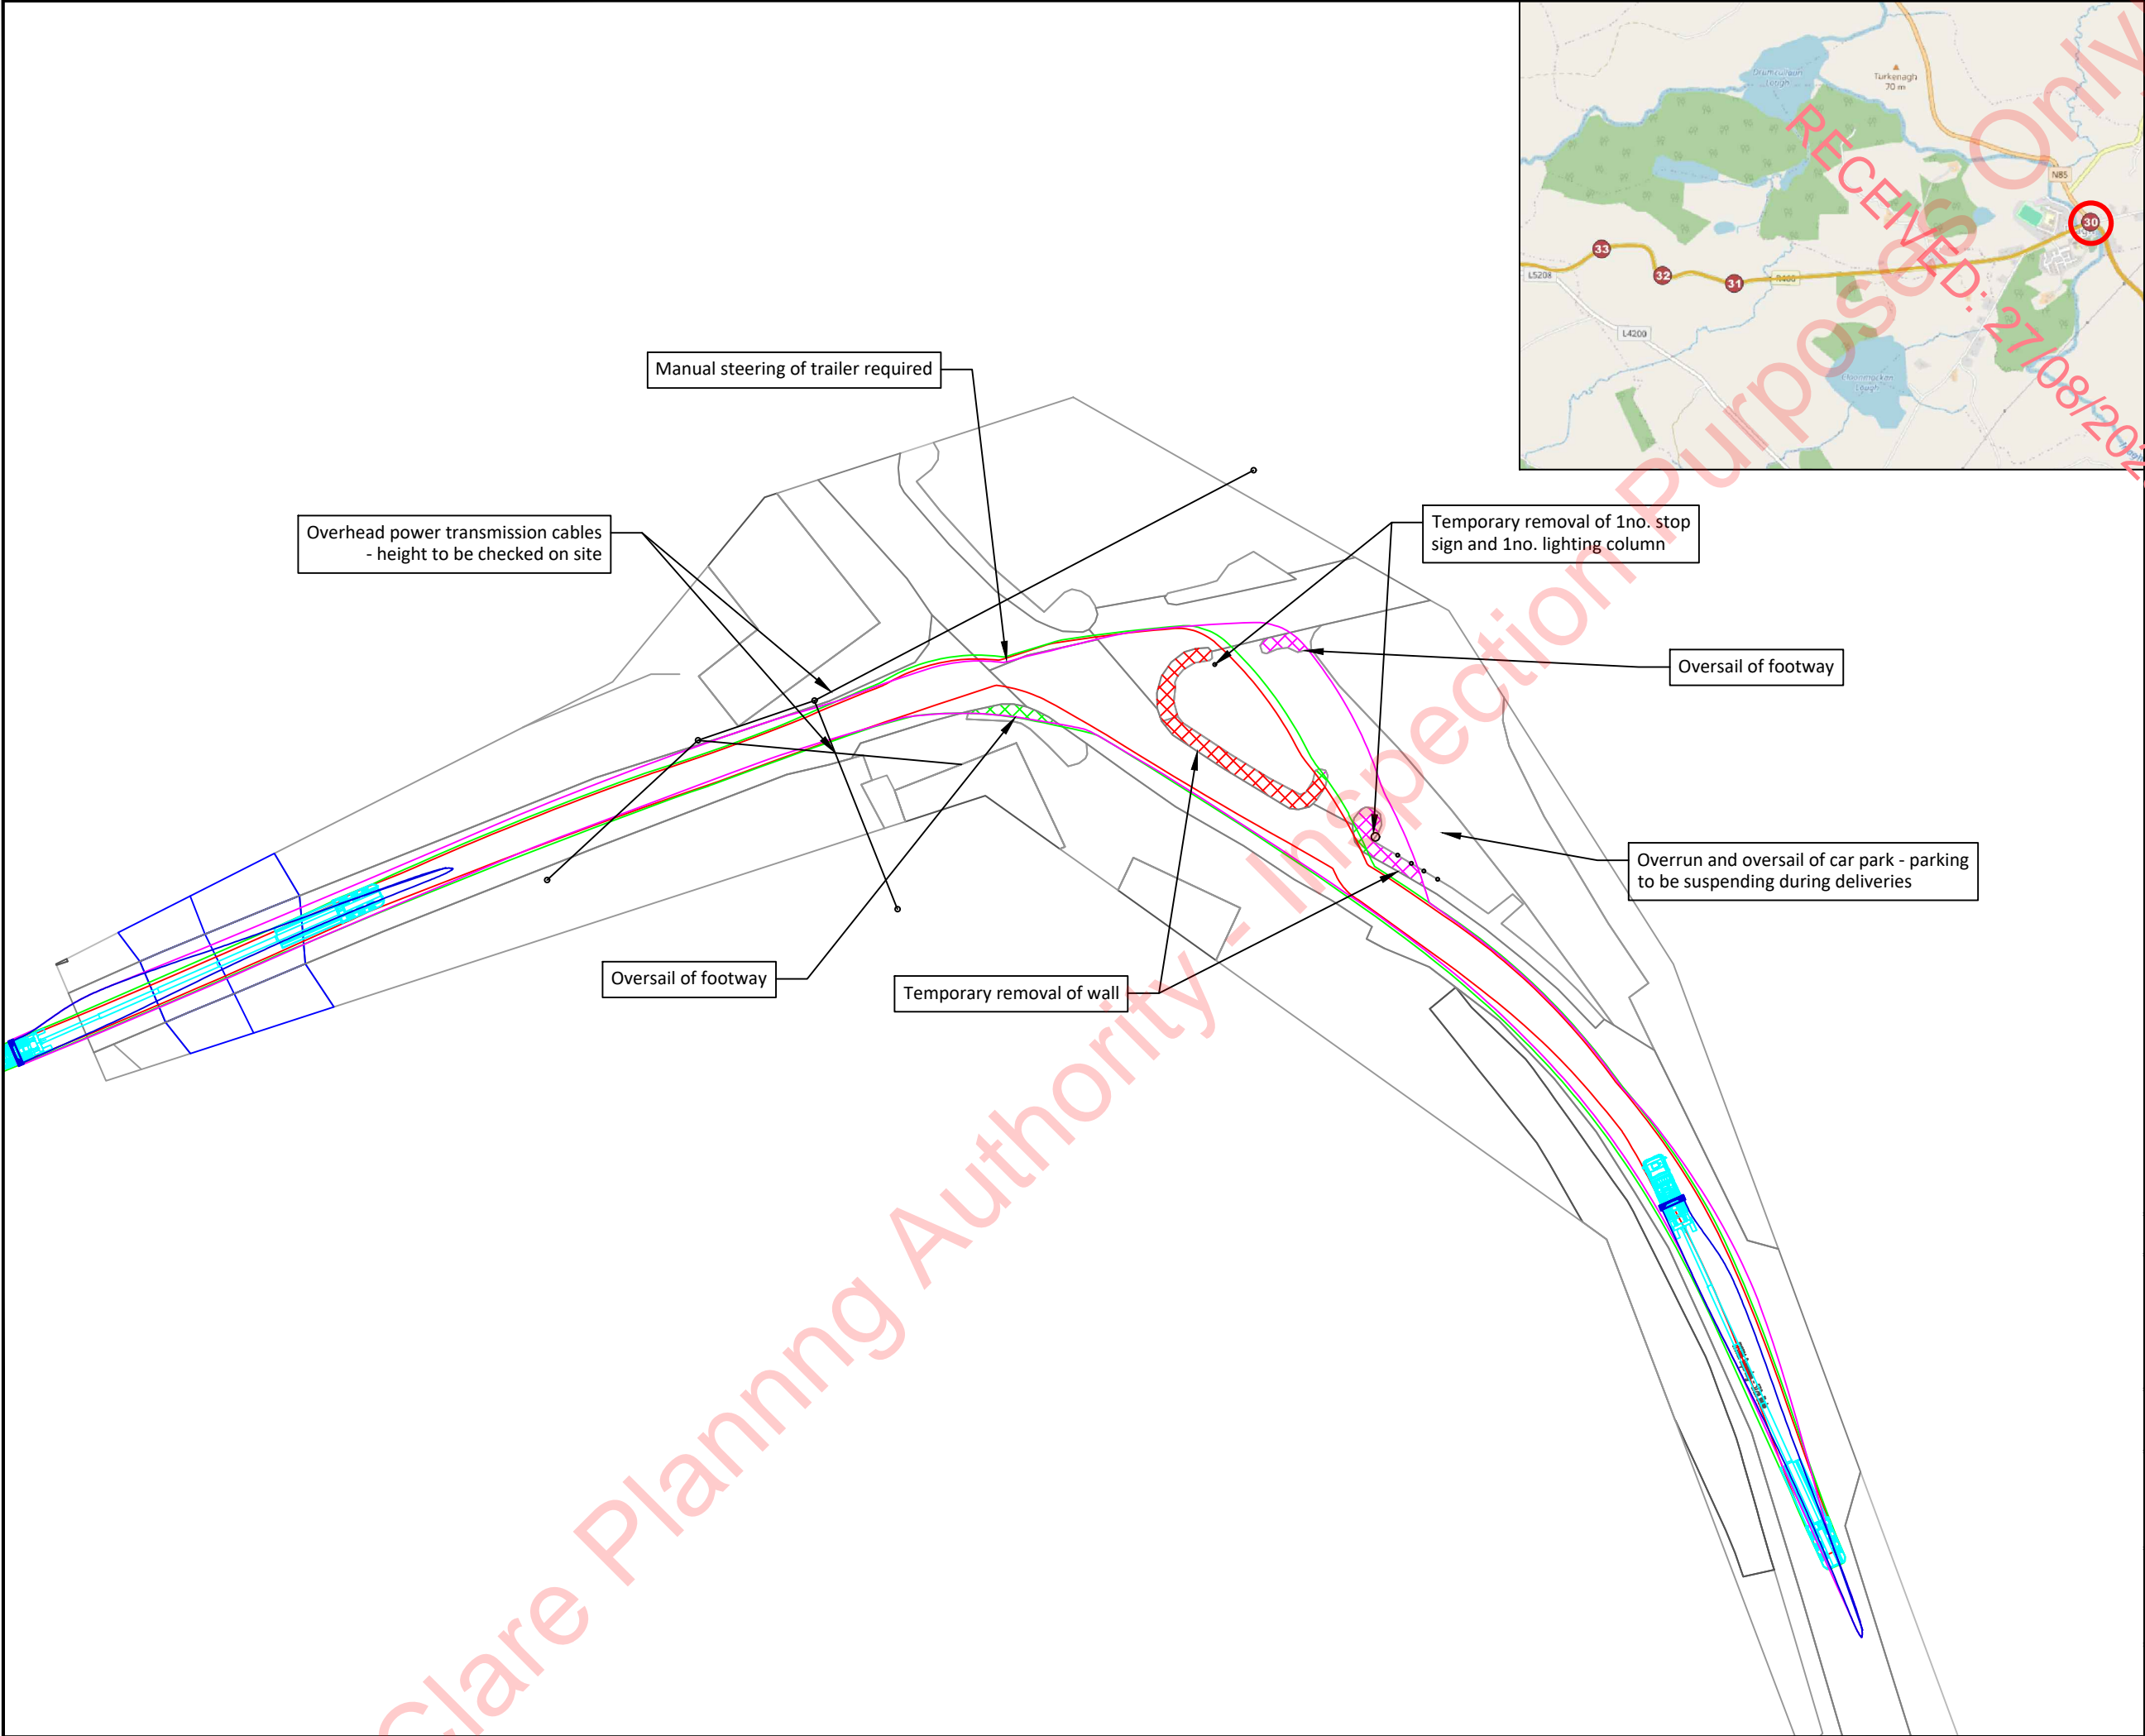 Drumcullaun
Lough
Turkenagh
70 m
N85
30
33
32
31
L5208
L4200
RECEIVED: 27/08/202
Manual steering of trailer required
Overhead power transmission cables
- height to be checked on site
Temporary removal of 1no. stop
sign and 1no. lighting column
Oversail of footway
Overrun and oversail of car park - parking
to be suspending during deliveries
Oversail of footway
Temporary removal of wall
Clare Planning Authority - Inspection Purposes Only